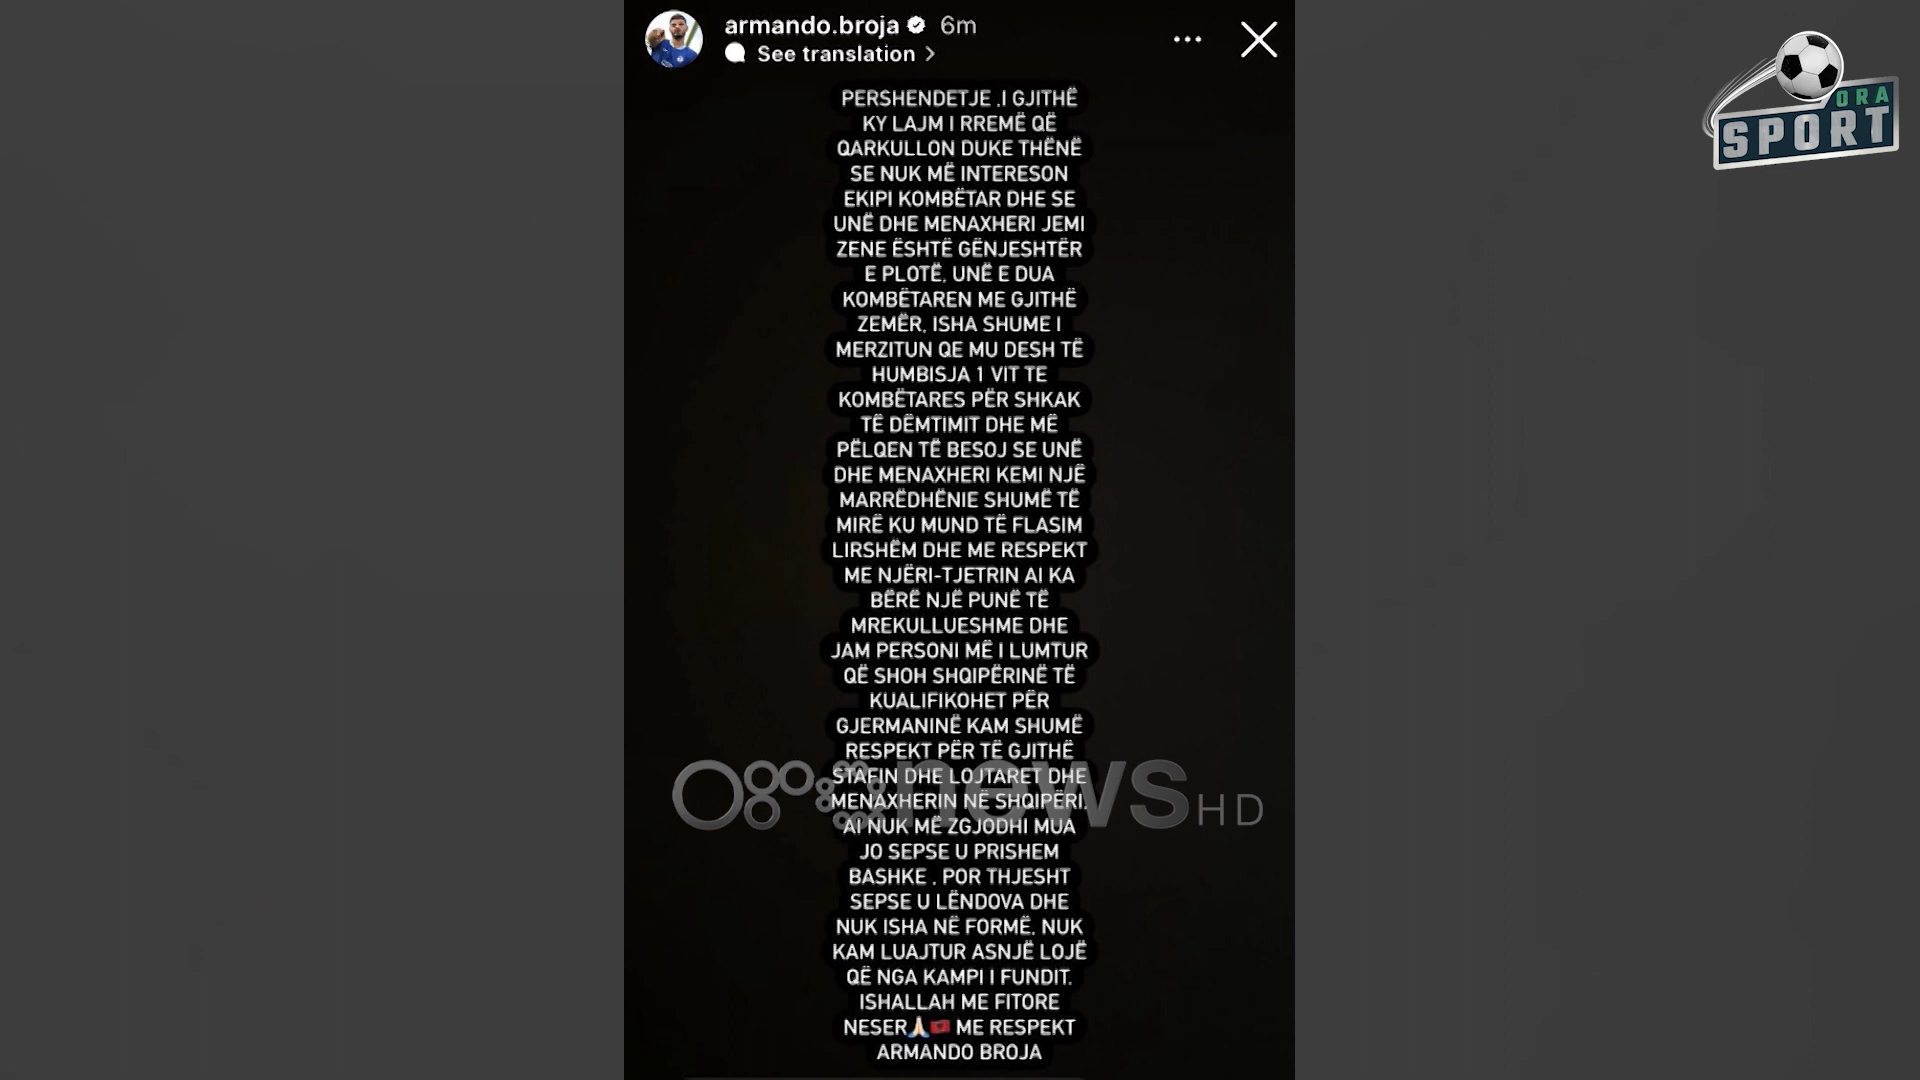 armando.broja 6m
See translation
PERSHENDETJE .I GJITHË
KY LAJM I RREMË QË
QARKULLON DUKE THËNË
SE NUK MË INTERESON
EKIPI KOMBËTAR DHE SE
UNË DHE MENAXHERI JEMI
ZENE ËSHTË GËNJESHTËR
E PLOTË, UNË E DUA
KOMBËTAREN ME GJITHË
ZEMËR, ISHA SHUME I
MERZITUN QE MU DESH TË
HUMBISJA 1 VIT TE
KOMBËTARES PËR SHKAK
TË DËMTIMIT DHE MË
PËLQEN TË BESOJ SE UNË
DHE MENAXHERI KEMI NJË
MARRËDHËNIE SHUMË TË
MIRË KU MUND TË FLASIM
LIRSHËM DHE ME RESPEKT
ME NJËRI-TJETRIN AI KA
BËRË NJË PUNË TË
MREKULLUESHME DHE
JAM PERSONI MË I LUMTUR
QË SHOH SHQIPËRINË TË
KUALIFIKOHET PËR
GJERMANINË KAM SHUMË
RESPEKT PËR TË GJITHË
STAFIN DHE LOJTARET DHE
MENAXHERIN NË SHQIPËRI.
AI NUK MË ZGJODHI MUA
JO SEPSE U PRISHEM
BASHKE , POR THJESHT
SEPSE U LËNDOVA DHE
NUK ISHA NË FORMË. NUK
KAM LUAJTUR ASNJË LOJË
QË NGA KAMPI I FUNDIT.
ISHALLAH ME FITORE
NESER🙏🏻🇦🇱 ME RESPEKT
ARMANDO BROJA
news HD
ORA
SPORT